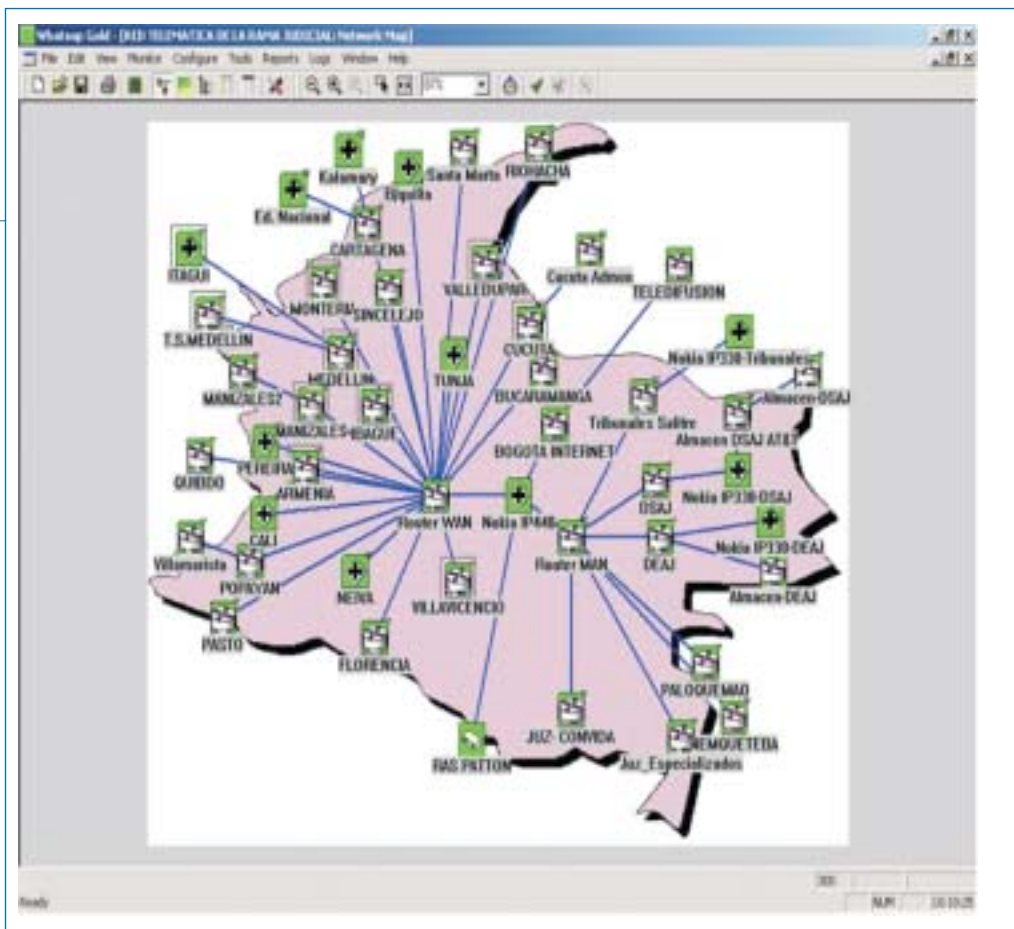 Whatsup Gold - [RED TELEMATICA DE LA RAMA JUDICIAL: Network Map]
File Edit View Monitor Configure Tools Reports Logs Window Help
Kalamary
Santa Marta
RIOHACHA
Ed. Nacional
CARTAGENA
ITAGUI
MONTERIA
SINCELEJO
VALLEDUPAR
Cucuta Admon
TELEDIFUSION
T.S.MEDELLIN
MEDELLIN
TUNJA
CUCUTA
Nokia IP330-Tribunales
MANIZALES2
BUCARAMANGA
Almacen-DSAJ
MANIZALES
IBAGUE
Tribunales Salitre
Almacen DSAJ AT&T
BOGOTA INTERNET
PEREIRA
QUIBDO
ARMENIA
DSAJ
Nokia IP330-DSAJ
Router WAN
Nokia IP440
CALI
Router MAN
DEAJ
Nokia IP330-DEAJ
Villamarista
POPAYAN
NEIVA
VILLAVICENCIO
Almacen-DEAJ
PASTO
FLORENCIA
PALOQUEMAO
JUZ- CONVIDA
NEMQUETEBA
RAS PATTON
Juz_Especializados
Ready
NUM